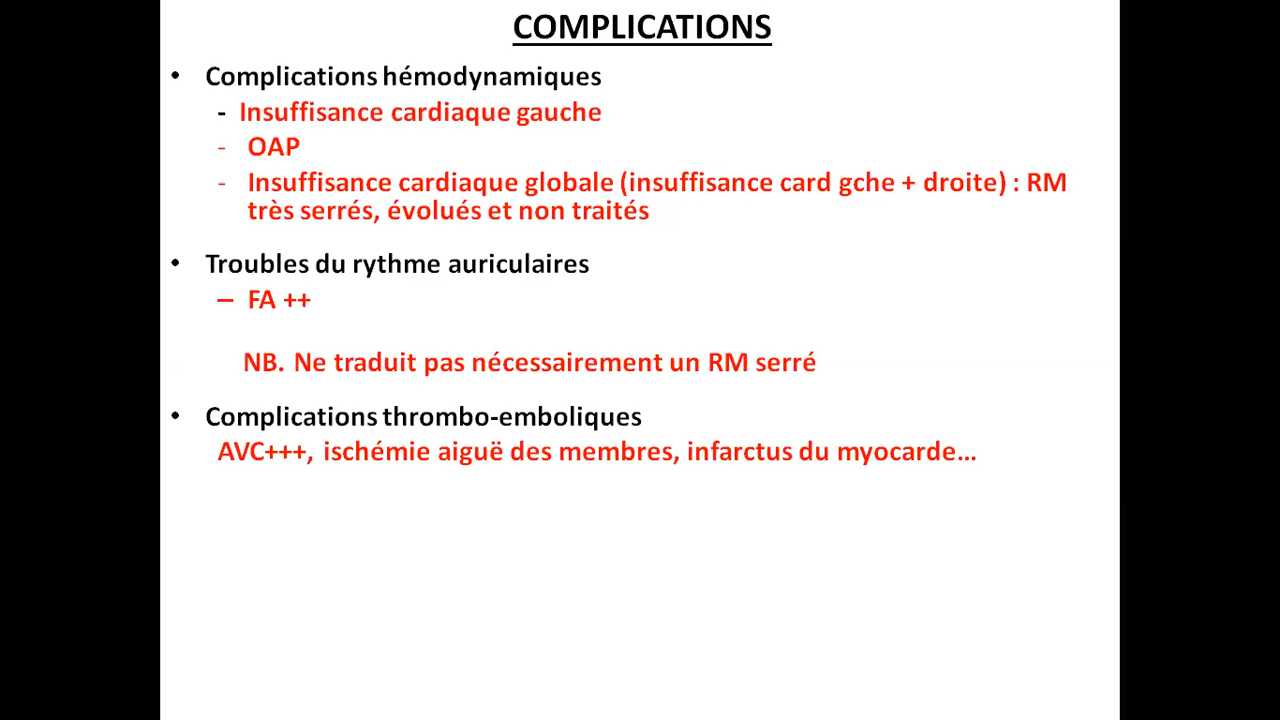 COMPLICATIONS
• Complications hémodynamiques
- Insuffisance cardiaque gauche
- OAP
- Insuffisance cardiaque globale (insuffisance card gche + droite) : RM
très serrés, évolués et non traités
• Troubles du rythme auriculaires
– FA ++
NB. Ne traduit pas nécessairement un RM serré
• Complications thrombo-emboliques
AVC+++, ischémie aiguë des membres, infarctus du myocarde...